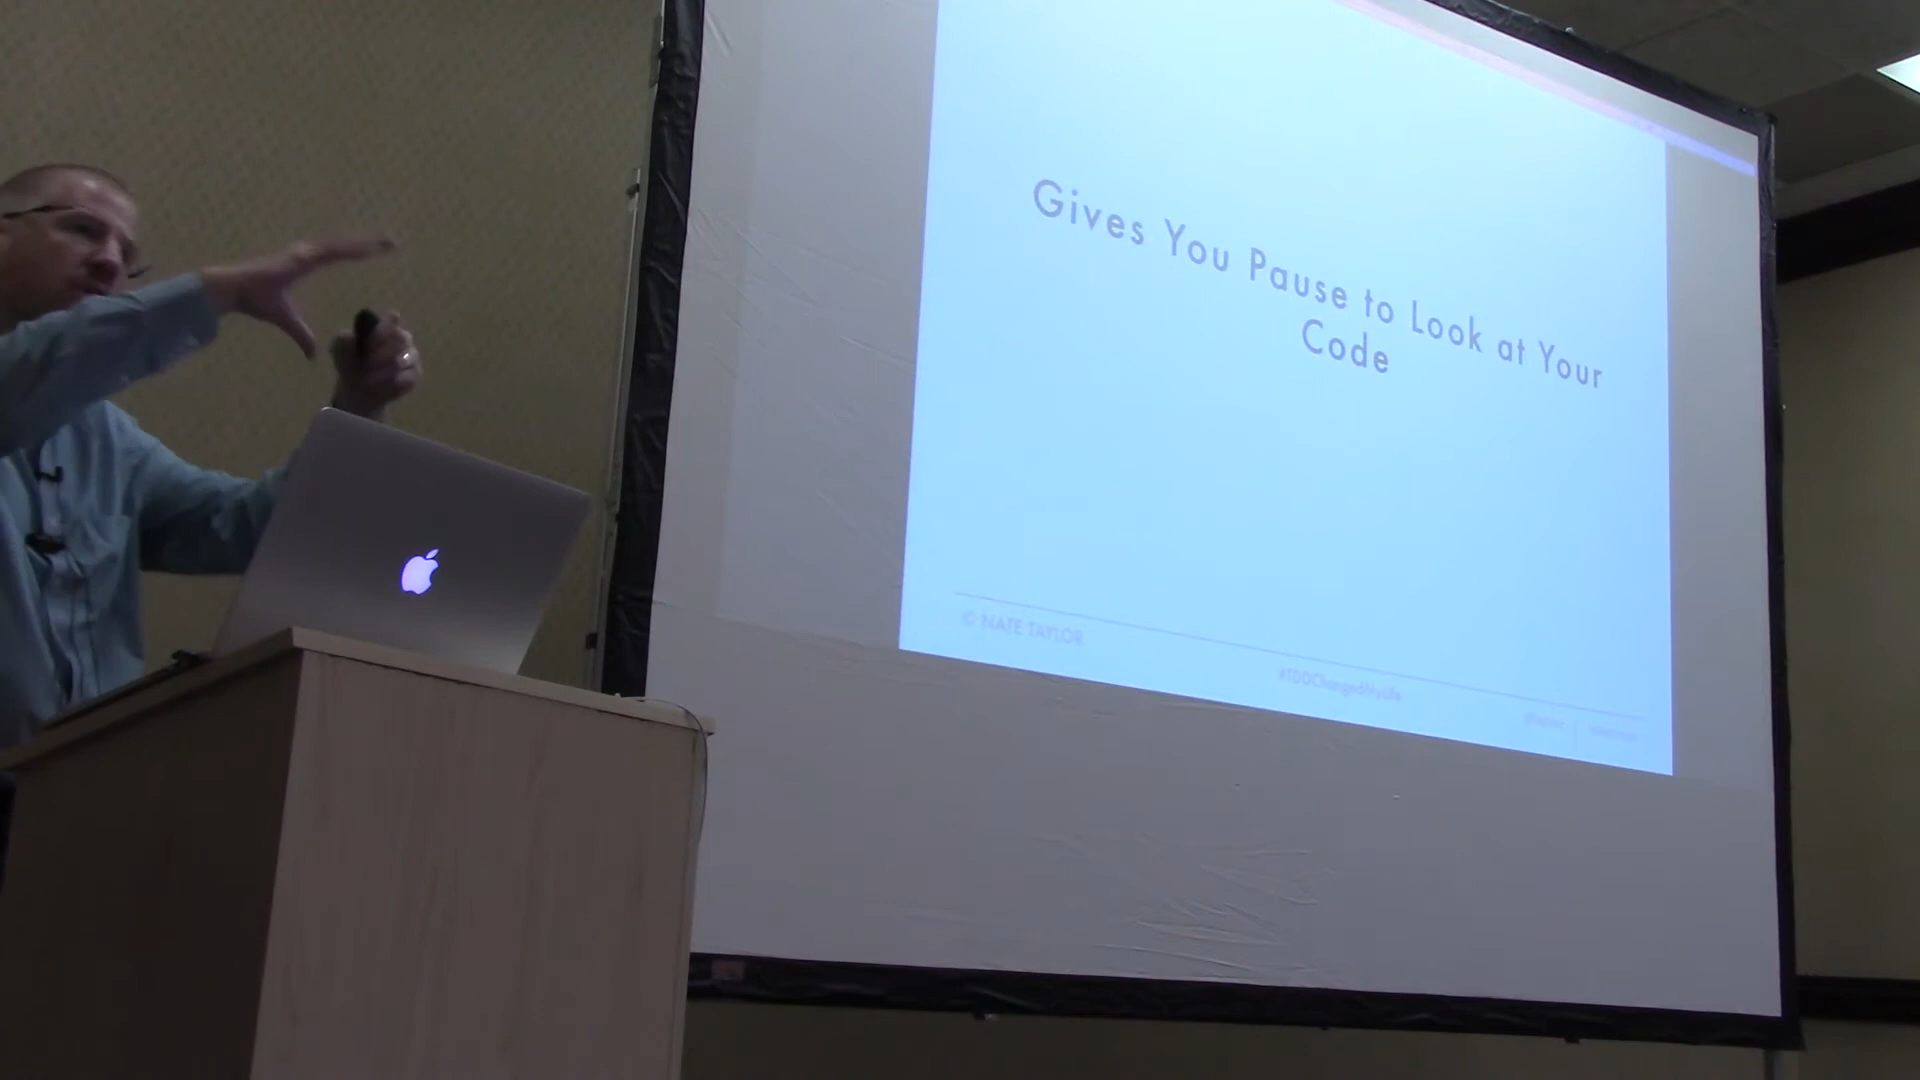 Gives You Pause to Look at Your
Code
© NATE TAYLOR
#TDDChangedMyLife